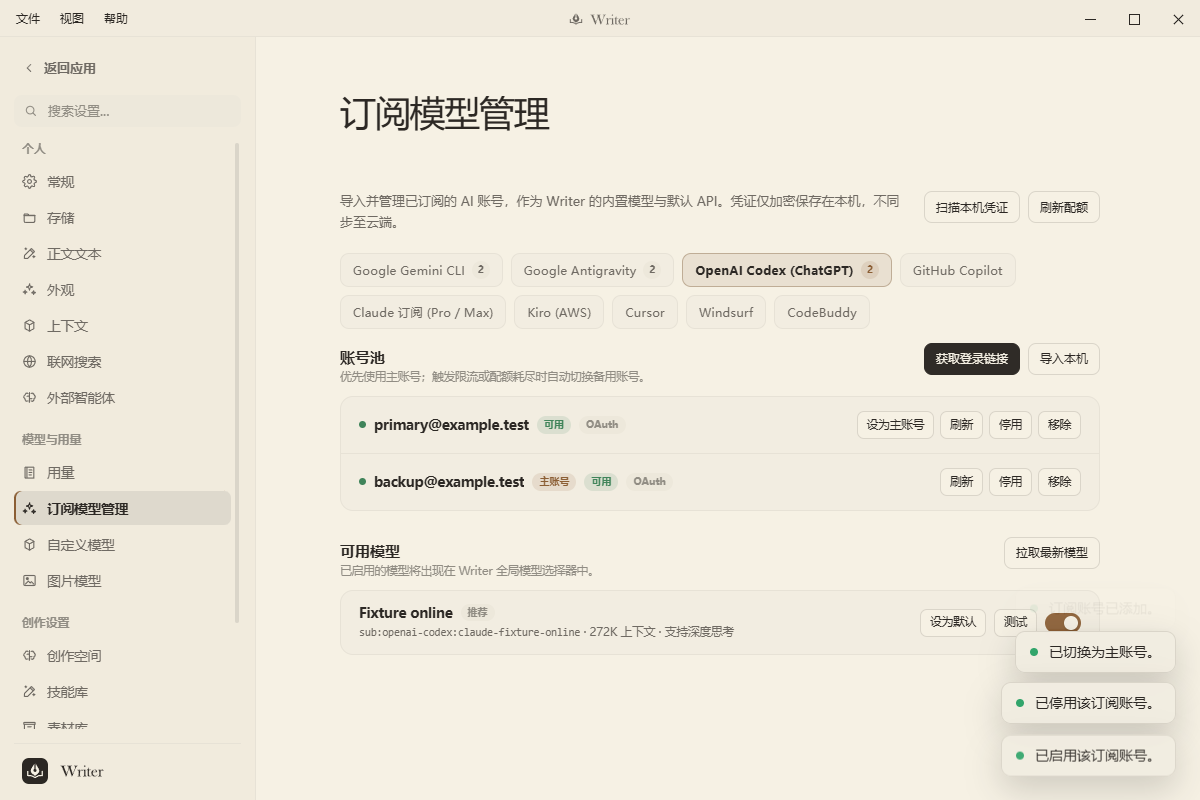 文件 视图 帮助
Writer
返回应用
搜索设置...
个人
常规
存储
正文文本
外观
上下文
联网搜索
外部智能体
模型与用量
用量
订阅模型管理
自定义模型
图片模型
创作设置
创作空间
技能库
素材库
Writer
订阅模型管理
导入并管理已订阅的 AI 账号，作为 Writer 的内置模型与默认 API。凭证仅加密保存在本机，不同
步至云端。
扫描本机凭证 刷新配额
Google Gemini CLI 2 Google Antigravity 2 OpenAI Codex (ChatGPT) 2 GitHub Copilot
Claude 订阅 (Pro / Max) Kiro (AWS) Cursor Windsurf CodeBuddy
账号池
优先使用主账号；触发限流或配额耗尽时自动切换备用账号。
获取登录链接 导入本机
primary@example.test 可用 OAuth 设为主账号 刷新 停用 移除
backup@example.test 主账号 可用 OAuth 刷新 停用 移除
可用模型
已启用的模型将出现在 Writer 全局模型选择器中。
拉取最新模型
Fixture online 推荐
sub:openai-codex:claude-fixture-online · 272K 上下文 · 支持深度思考
设为默认 测试
订阅账号已添加。
已切换为主账号。
已停用该订阅账号。
已启用该订阅账号。